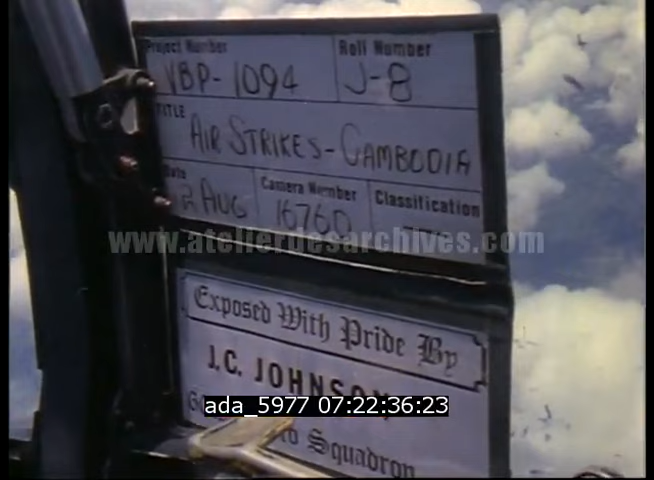 Project Number
Roll Number
VBP-1094
J-8
TITLE
AIR STRIKES-CAMBODIA
Date
Camera Number
Classification
12 AUG
16760
www.atelierdesarchives.com
Exposed With Pride By
J.C. JOHNSON
ada_5977 07:22:36:23
Squadron